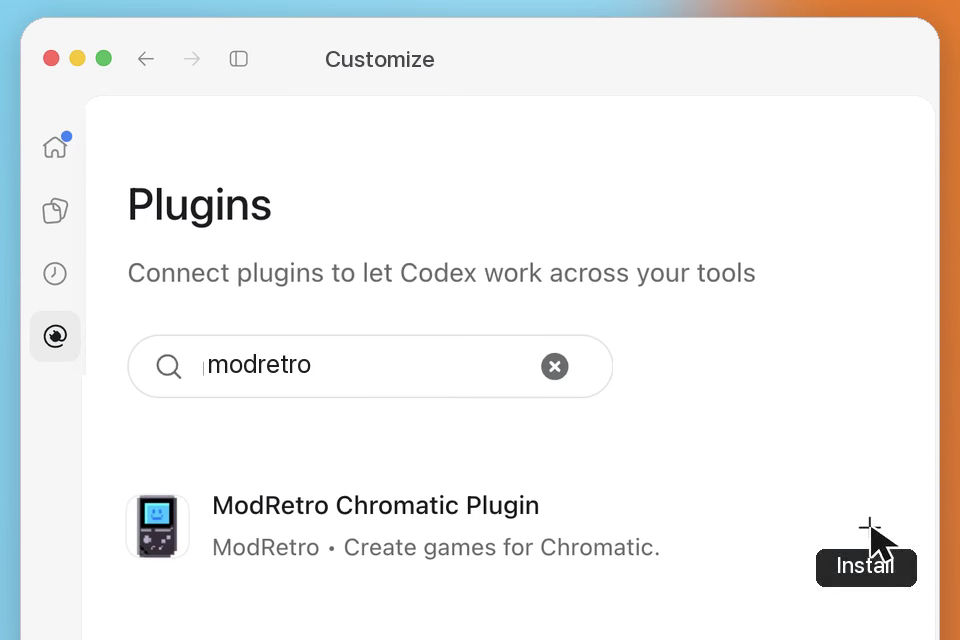 Customize
Plugins
Connect plugins to let Codex work across your tools
modretro
ModRetro Chromatic Plugin
ModRetro • Create games for Chromatic.
Install